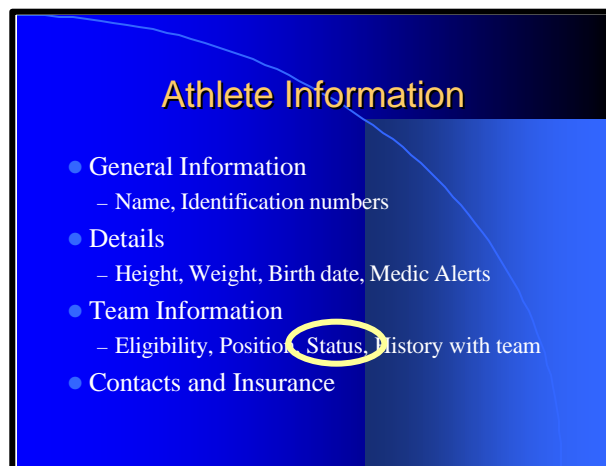 Athlete Information
● General Information
– Name, Identification numbers
● Details
– Height, Weight, Birth date, Medic Alerts
● Team Information
– Eligibility, Position, Status, History with team
● Contacts and Insurance